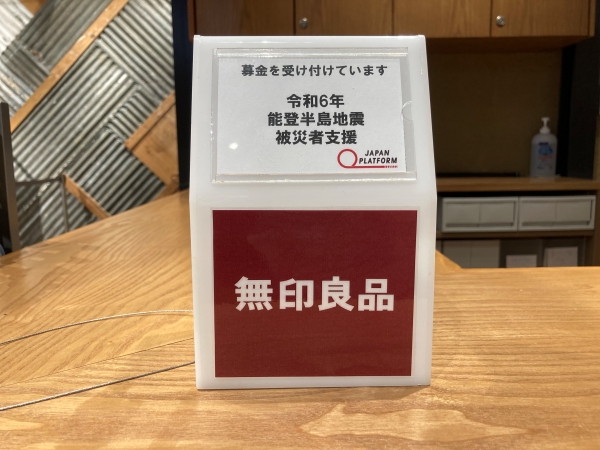 募金を受け付けています
令和6年
能登半島地震
被災者支援
JAPAN
PLATFORM
無印良品